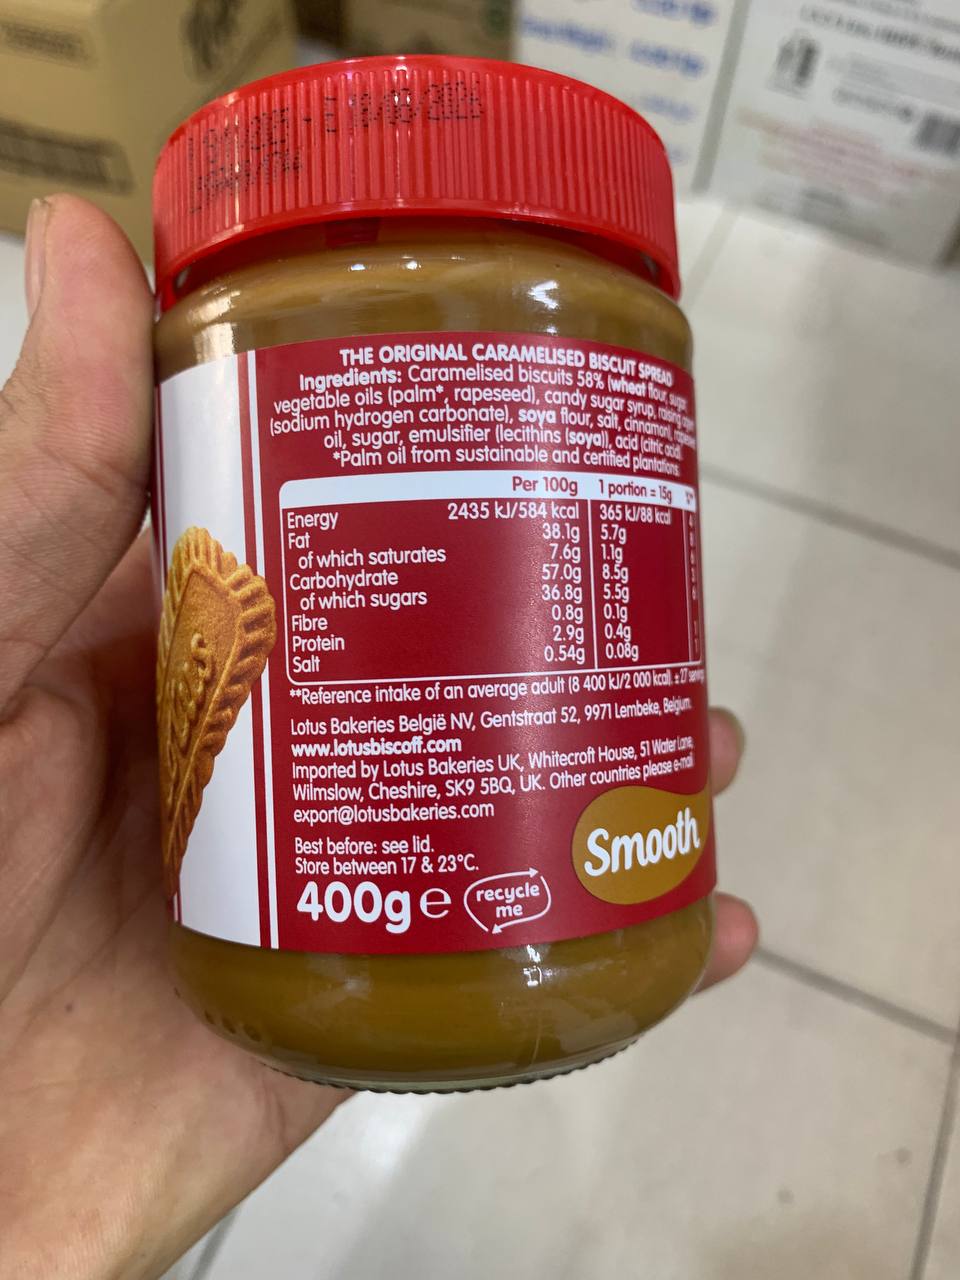 THE ORIGINAL CARAMELISED BISCUIT SPREAD
Ingredients: Caramelised biscuits 58% (wheat flour, sugar,
vegetable oils (palm*, rapeseed), candy sugar syrup, raising agent
(sodium hydrogen carbonate), soya flour, salt, cinnamon), rapeseed
oil, sugar, emulsifier (lecithins (soya)), acid (citric acid).
*Palm oil from sustainable and certified plantations.
Per 100g 1 portion = 15g %**
Energy 2435 kJ/584 kcal 365 kJ/88 kcal
Fat 38.1g 5.7g
of which saturates 7.6g 1.1g
Carbohydrate 57.0g 8.5g
of which sugars 36.8g 5.5g
Fibre 0.8g 0.1g
Protein 2.9g 0.4g
Salt 0.54g 0.08g
**Reference intake of an average adult (8 400 kJ/2 000 kcal). ± 27
Lotus Bakeries België NV, Gentstraat 52, 9971 Lembeke, Belgium.
www.lotusbiscoff.com
Imported by Lotus Bakeries UK, Whitecroft House, 51 Water Lane,
Wilmslow, Cheshire, SK9 5BQ, UK. Other countries please e-mail
export@lotusbakeries.com
Best before: see lid.
Store between 17 & 23°C.
400g e
recycle
me
Smooth